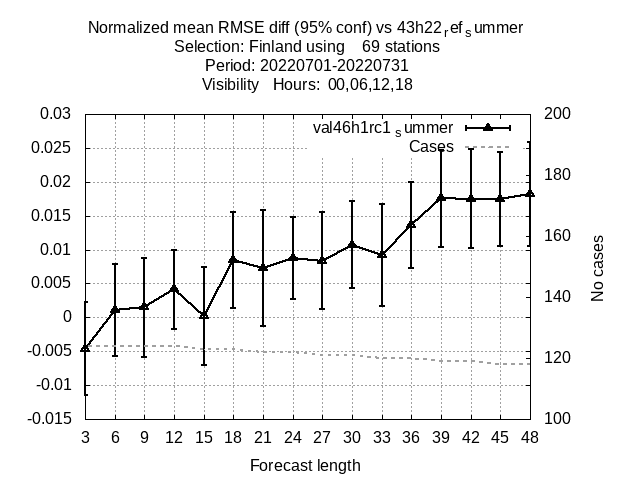 Normalized mean RMSE diff (95% conf) vs 43h22refsummer
Selection: Finland using    69 stations
Period: 20220701-20220731
Visibility   Hours: 00,06,12,18
val46h1rc1summer
Cases
0.03
0.025
0.02
0.015
0.01
0.005
0
-0.005
-0.01
-0.015
200
180
160
140
120
100
No cases
3 6 9 12 15 18 21 24 27 30 33 36 39 42 45 48
Forecast length